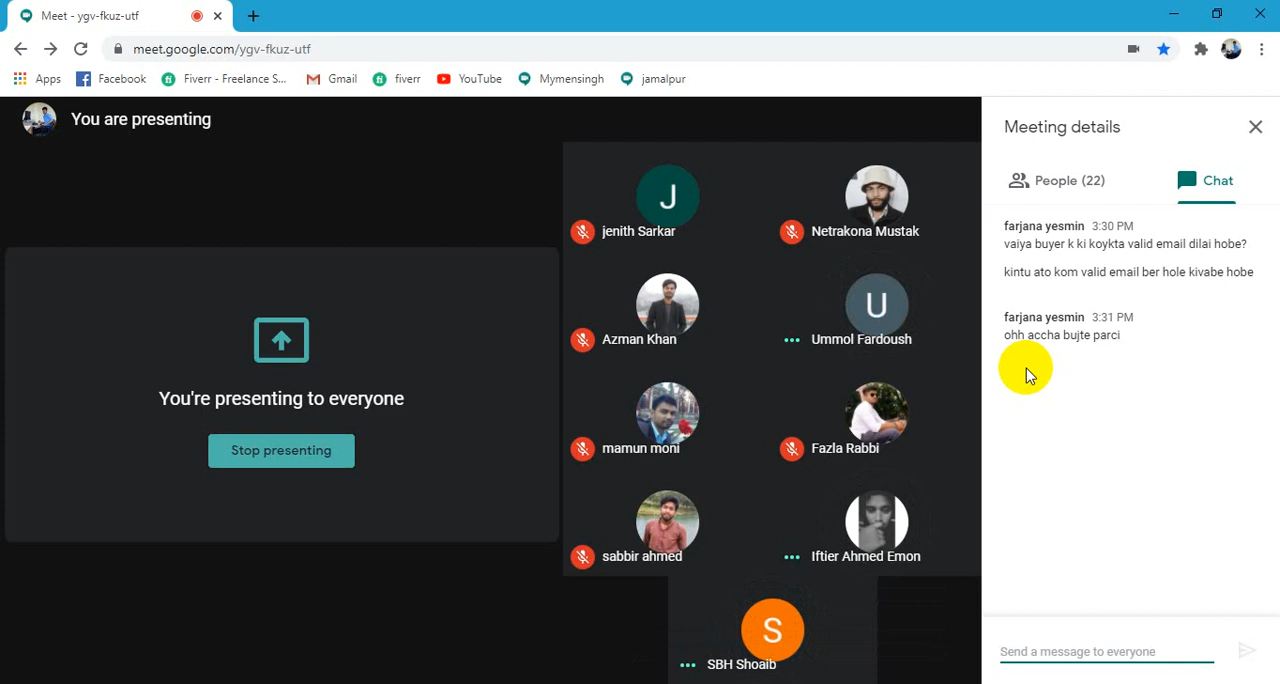 Meet - ygv-fkuz-utf
meet.google.com/ygv-fkuz-utf
Apps Facebook Fiverr - Freelance S... Gmail fiverr YouTube Mymensingh jamalpur
You are presenting
You're presenting to everyone
Stop presenting
J
jenith Sarkar
Netrakona Mustak
Azman Khan
U
Ummol Fardoush
mamun moni
Fazla Rabbi
sabbir ahmed
Iftier Ahmed Emon
S
SBH Shoaib
Meeting details
People (22)
Chat
farjana yesmin 3:30 PM
vaiya buyer k ki koykta valid email dilai hobe?
kintu ato kom valid email ber hole kivabe hobe
farjana yesmin 3:31 PM
ohh accha bujte parci
Send a message to everyone